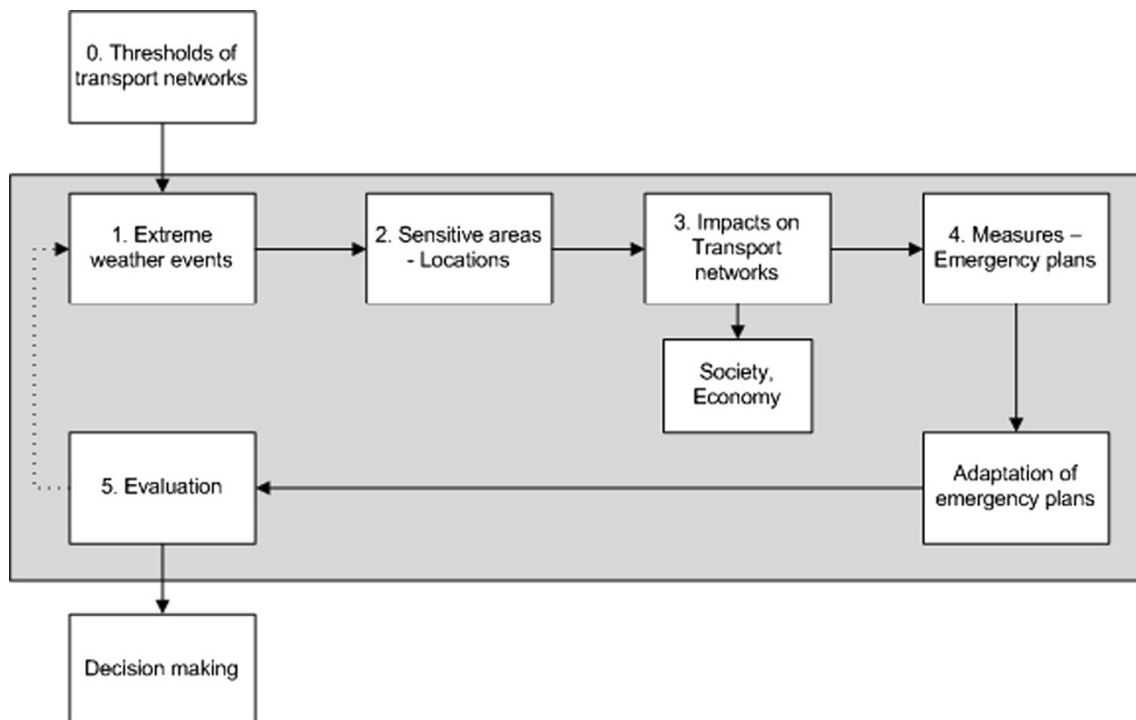 0. Thresholds of
transport networks
1. Extreme
weather events
2. Sensitive areas
- Locations
3. Impacts on
Transport
networks
4. Measures –
Emergency plans
Society,
Economy
5. Evaluation
Adaptation of
emergency plans
Decision making